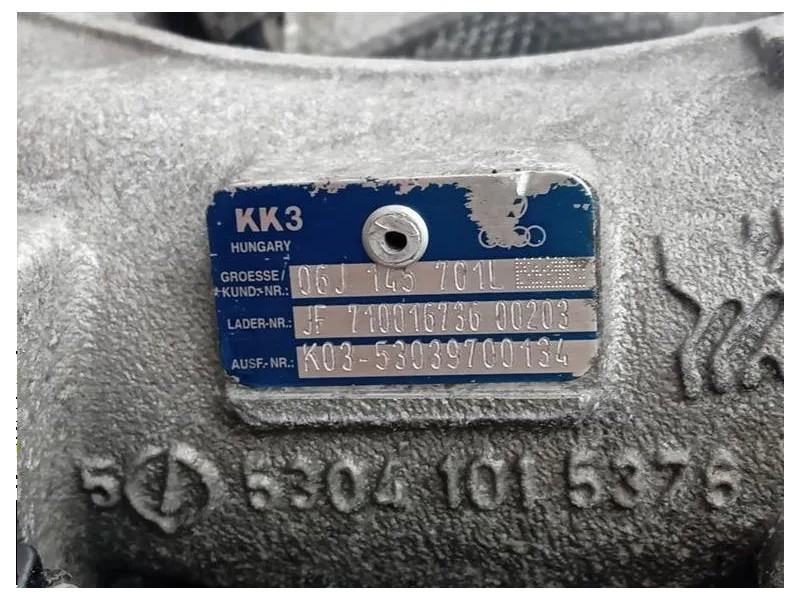 KK3
HUNGARY
GROESSE/
KUND.-NR.: 06J 145 701L
LADER-NR.: JF 710016736 00203
AUSF.-NR.: K03-53039700134
5 5304 101 5376